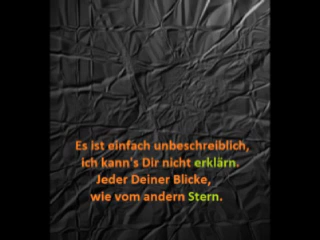 Es ist einfach unbeschreiblich,
ich kann's Dir nicht erklärn.
Jeder Deiner Blicke,
wie vom andern Stern.